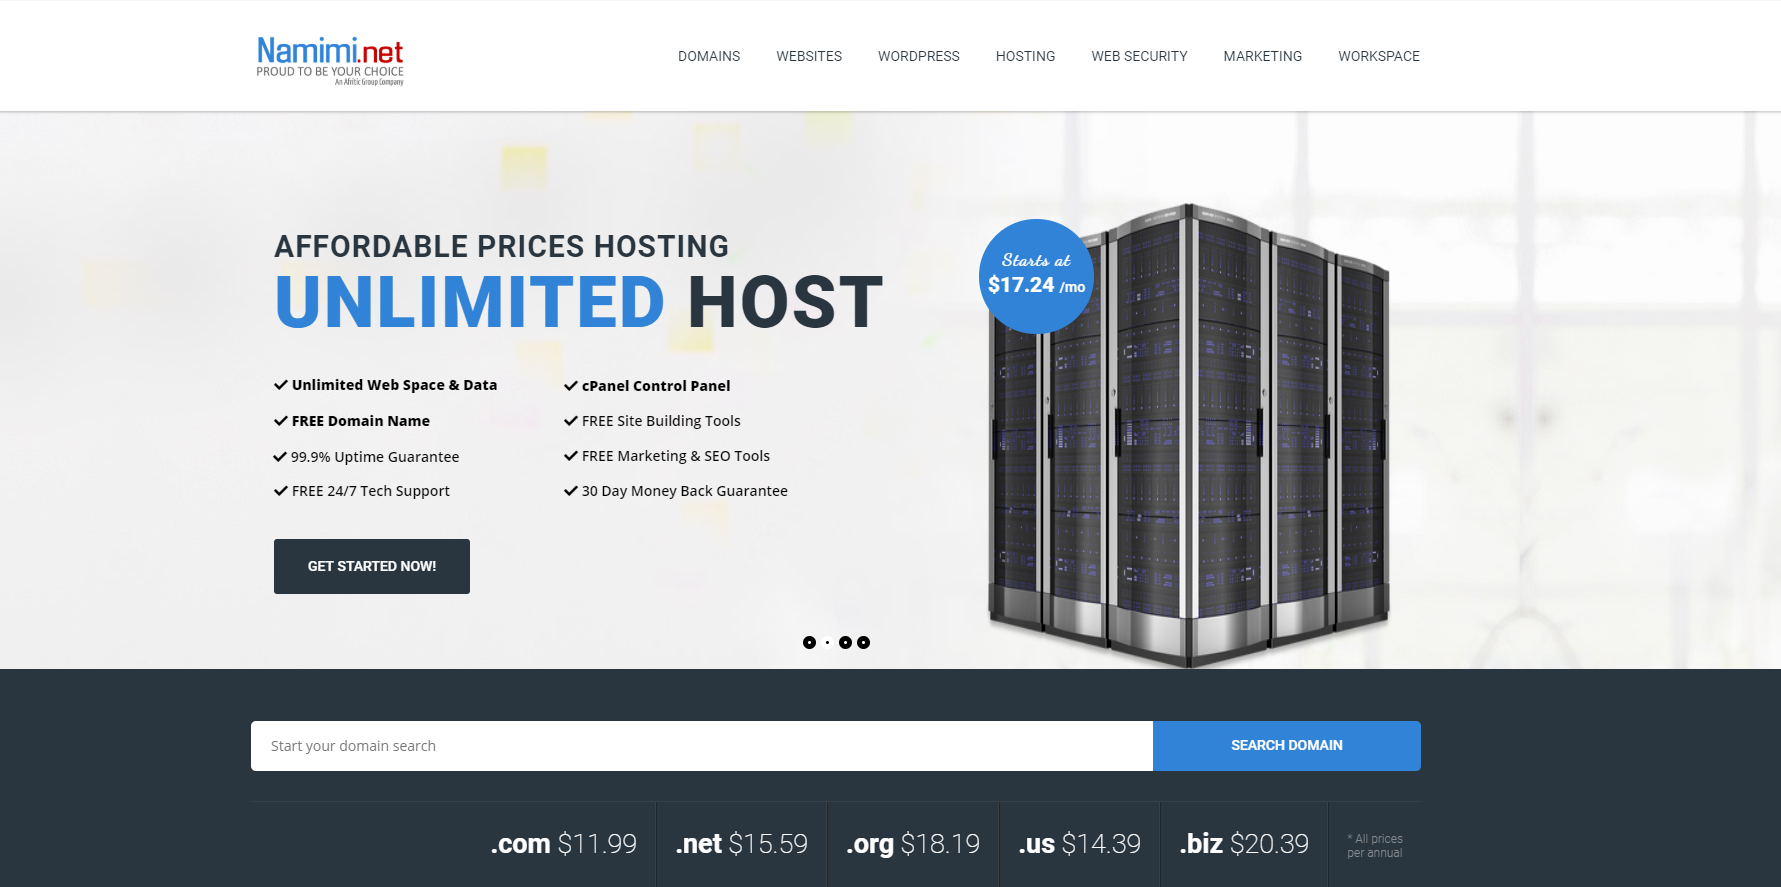 Namimi.net
PROUD TO BE YOUR CHOICE
An Afritic Group Company
DOMAINS WEBSITES WORDPRESS HOSTING WEB SECURITY MARKETING WORKSPACE
AFFORDABLE PRICES HOSTING
UNLIMITED HOST
Starts at
$17.24 /mo
Unlimited Web Space & Data
FREE Domain Name
99.9% Uptime Guarantee
FREE 24/7 Tech Support
cPanel Control Panel
FREE Site Building Tools
FREE Marketing & SEO Tools
30 Day Money Back Guarantee
GET STARTED NOW!
Start your domain search
SEARCH DOMAIN
.com $11.99
.net $15.59
.org $18.19
.us $14.39
.biz $20.39
* All prices
per annual